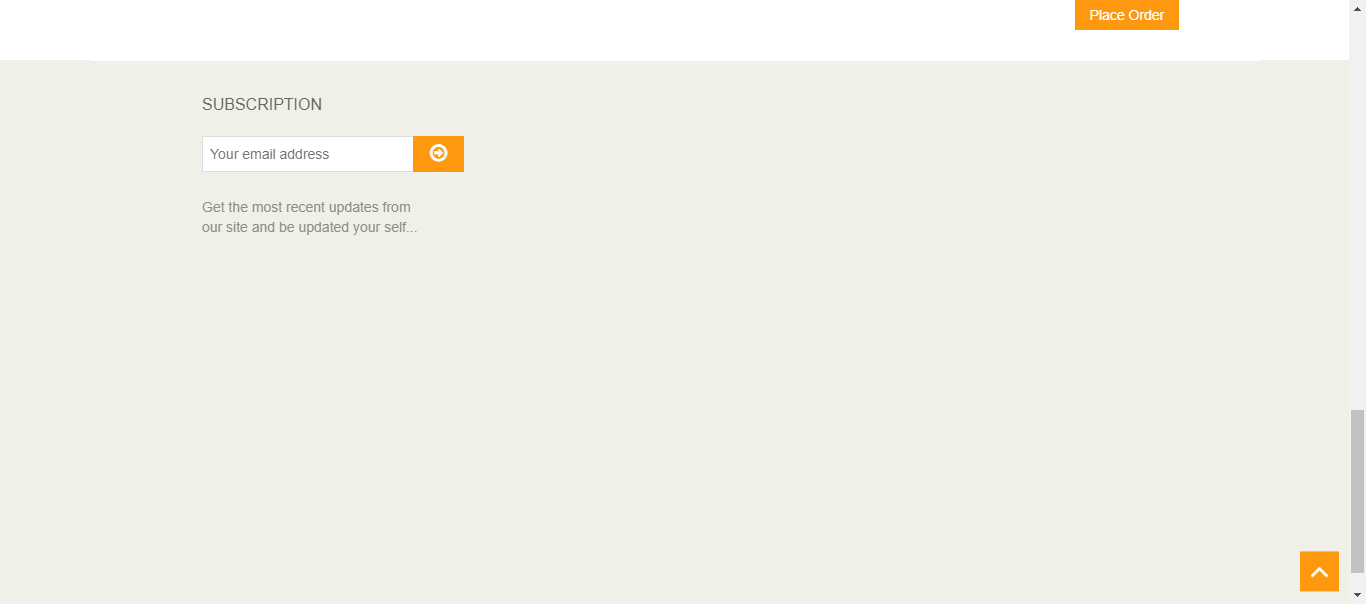 Place Order
SUBSCRIPTION
Your email address
Get the most recent updates from
our site and be updated your self...